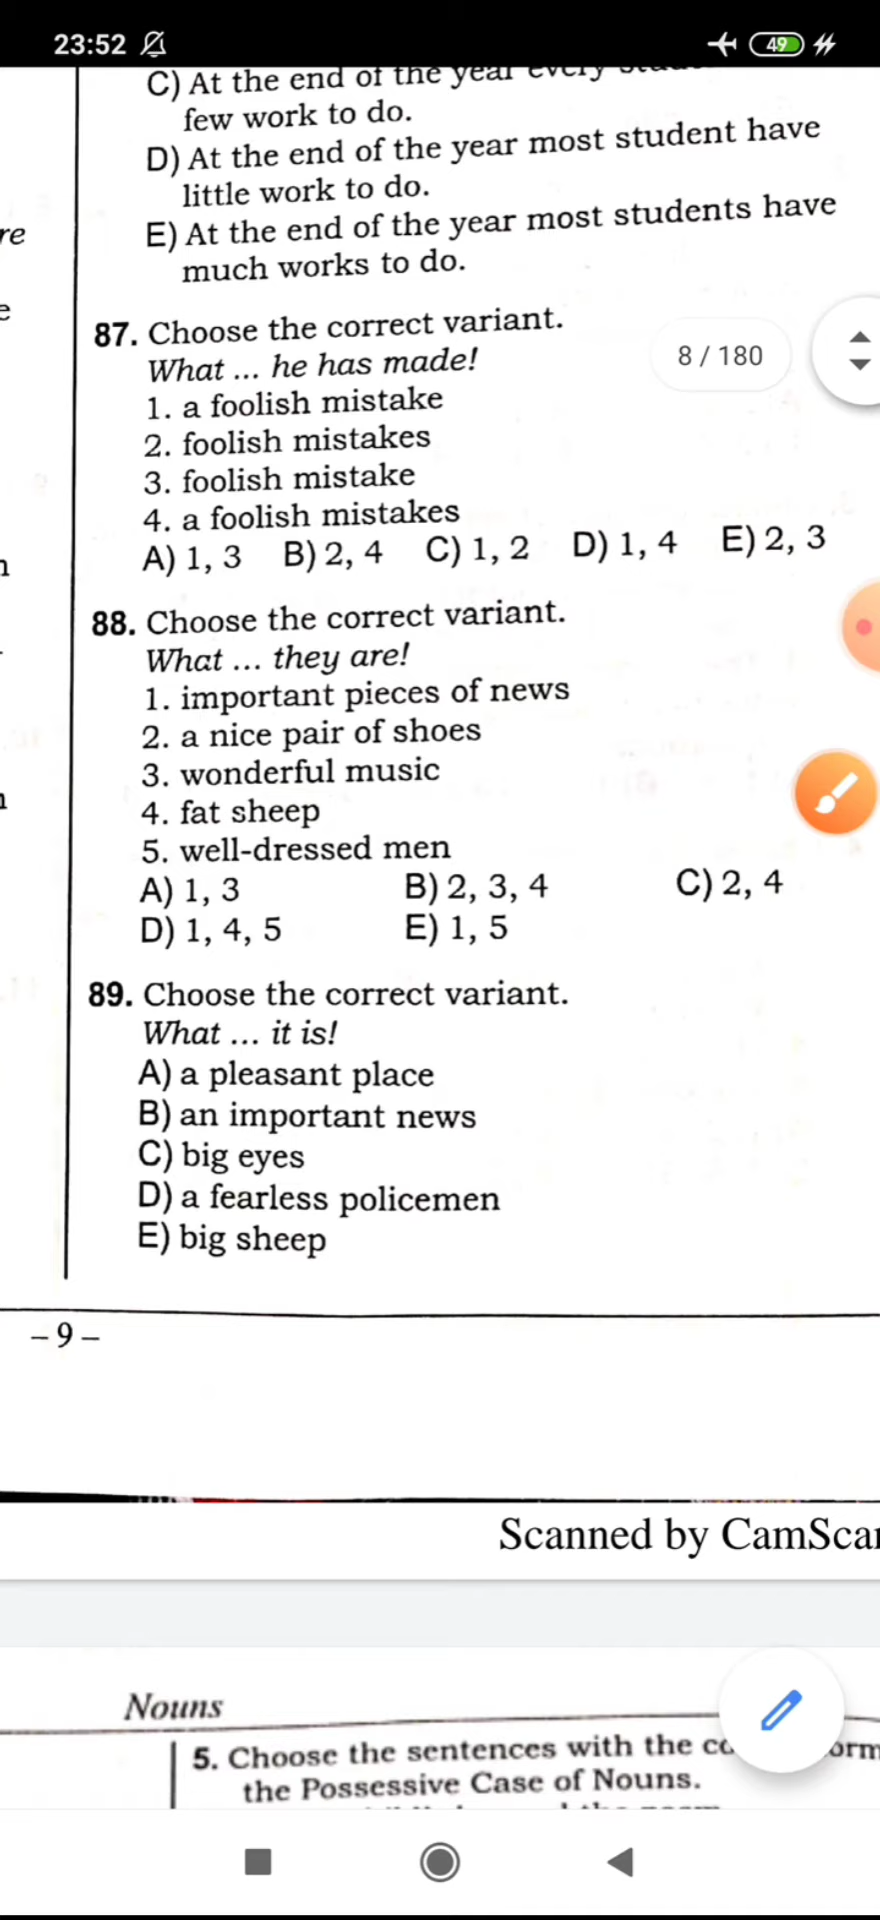 23:52
49
C) At the end of the year every
few work to do.
D) At the end of the year most student have
little work to do.
E) At the end of the year most students have
much works to do.
re
e
87. Choose the correct variant.
What ... he has made!
8 / 180
1. a foolish mistake
2. foolish mistakes
3. foolish mistake
4. a foolish mistakes
A) 1, 3 B) 2, 4 C) 1, 2 D) 1, 4 E) 2, 3
88. Choose the correct variant.
What ... they are!
1. important pieces of news
2. a nice pair of shoes
3. wonderful music
4. fat sheep
5. well-dressed men
A) 1, 3 B) 2, 3, 4 C) 2, 4
D) 1, 4, 5 E) 1, 5
89. Choose the correct variant.
What ... it is!
A) a pleasant place
B) an important news
C) big eyes
D) a fearless policemen
E) big sheep
– 9 –
Scanned by CamScan
Nouns
5. Choose the sentences with the co orm
the Possessive Case of Nouns.